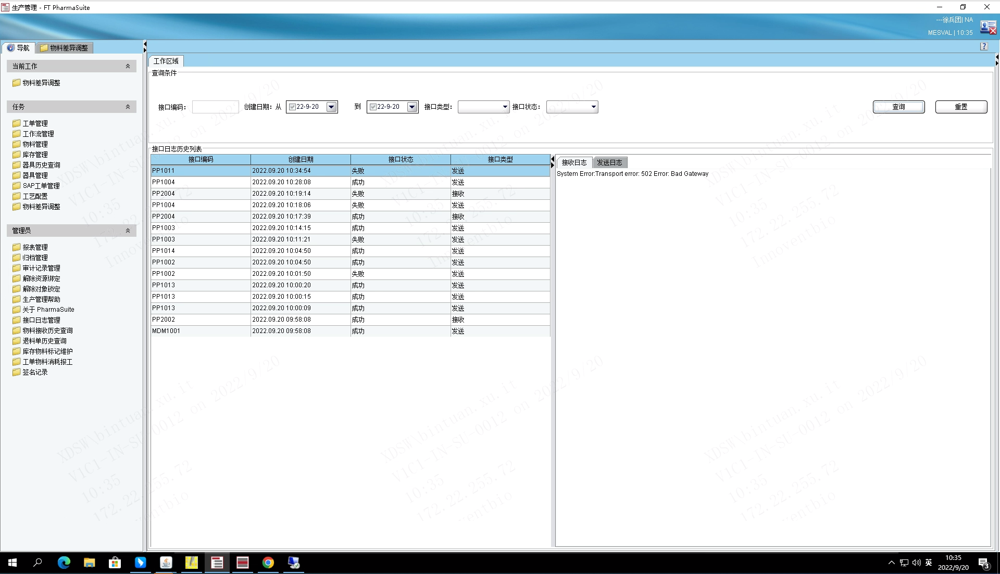 生产管理 - FT PharmaSuite
---徐兵团| NA
MESVAL | 10:35
导航
物料差异调整
当前工作
物料差异调整
任务
工单管理
工作流管理
物料管理
库存管理
器具历史查询
器具管理
SAP工单管理
工艺配置
物料差异调整
管理员
报表管理
归档管理
审计记录管理
解除资源绑定
解除对象锁定
生产管理帮助
关于 PharmaSuite
接口日志管理
物料接收历史查询
退料单历史查询
库存物料标记维护
工单物料消耗报工
签名记录
工作区域
查询条件
接口编码: 创建日期: 从 22-9-20 到 22-9-20 接口类型: 接口状态: 查询 重置
接口日志历史列表
接口编码 创建日期 接口状态 接口类型
PP1011 2022.09.20 10:34:54 失败 发送
PP1004 2022.09.20 10:28:08 成功 发送
PP2004 2022.09.20 10:19:14 失败 接收
PP1004 2022.09.20 10:18:06 失败 发送
PP2004 2022.09.20 10:17:39 成功 接收
PP1003 2022.09.20 10:14:15 成功 发送
PP1003 2022.09.20 10:11:21 失败 发送
PP1014 2022.09.20 10:04:50 成功 发送
PP1002 2022.09.20 10:04:50 成功 发送
PP1002 2022.09.20 10:01:50 失败 发送
PP1013 2022.09.20 10:00:20 成功 发送
PP1013 2022.09.20 10:00:15 成功 发送
PP1013 2022.09.20 10:00:09 成功 发送
PP2002 2022.09.20 09:58:08 成功 接收
MDM1001 2022.09.20 09:58:08 成功 发送
接收日志 发送日志
System Error:Transport error: 502 Error: Bad Gateway
XDSW\bintuan.xu.it
V1C1-IN-SU-0012 on 2022/9/20
10:35
172.22.255.72
Innoventbio
英
10:35
2022/9/20
3